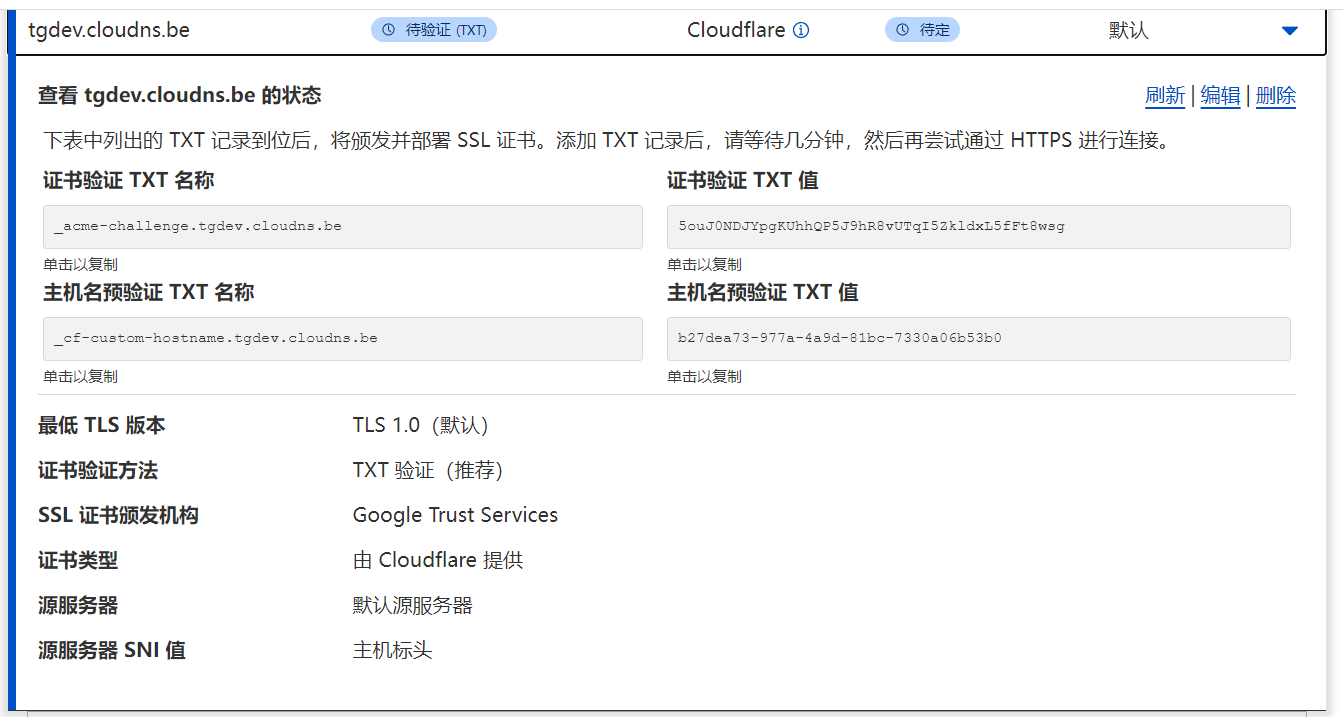 tgdev.cloudns.be 待验证 (TXT) Cloudflare 待定 默认
查看 tgdev.cloudns.be 的状态 刷新 | 编辑 | 删除
下表中列出的 TXT 记录到位后，将颁发并部署 SSL 证书。添加 TXT 记录后，请等待几分钟，然后再尝试通过 HTTPS 进行连接。
证书验证 TXT 名称 证书验证 TXT 值
_acme-challenge.tgdev.cloudns.be 5ouJ0NDJYpgKUhhQP5J9hR8vUTqI5ZkldxL5fFt8wsg
单击以复制 单击以复制
主机名预验证 TXT 名称 主机名预验证 TXT 值
_cf-custom-hostname.tgdev.cloudns.be b27dea73-977a-4a9d-81bc-7330a06b53b0
单击以复制 单击以复制
最低 TLS 版本 TLS 1.0（默认）
证书验证方法 TXT 验证（推荐）
SSL 证书颁发机构 Google Trust Services
证书类型 由 Cloudflare 提供
源服务器 默认源服务器
源服务器 SNI 值 主机标头